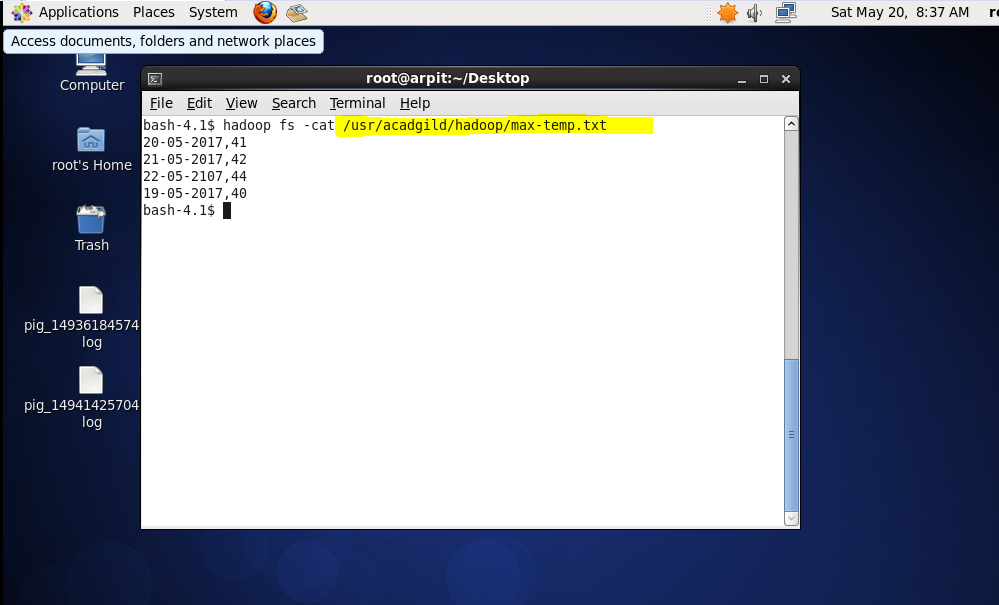 Applications Places System
Sat May 20, 8:37 AM
Access documents, folders and network places
Computer
root's Home
Trash
pig_14936184574
log
pig_14941425704
log
root@arpit:~/Desktop
File Edit View Search Terminal Help
bash-4.1$ hadoop fs -cat /usr/acadgild/hadoop/max-temp.txt
20-05-2017,41
21-05-2017,42
22-05-2107,44
19-05-2017,40
bash-4.1$